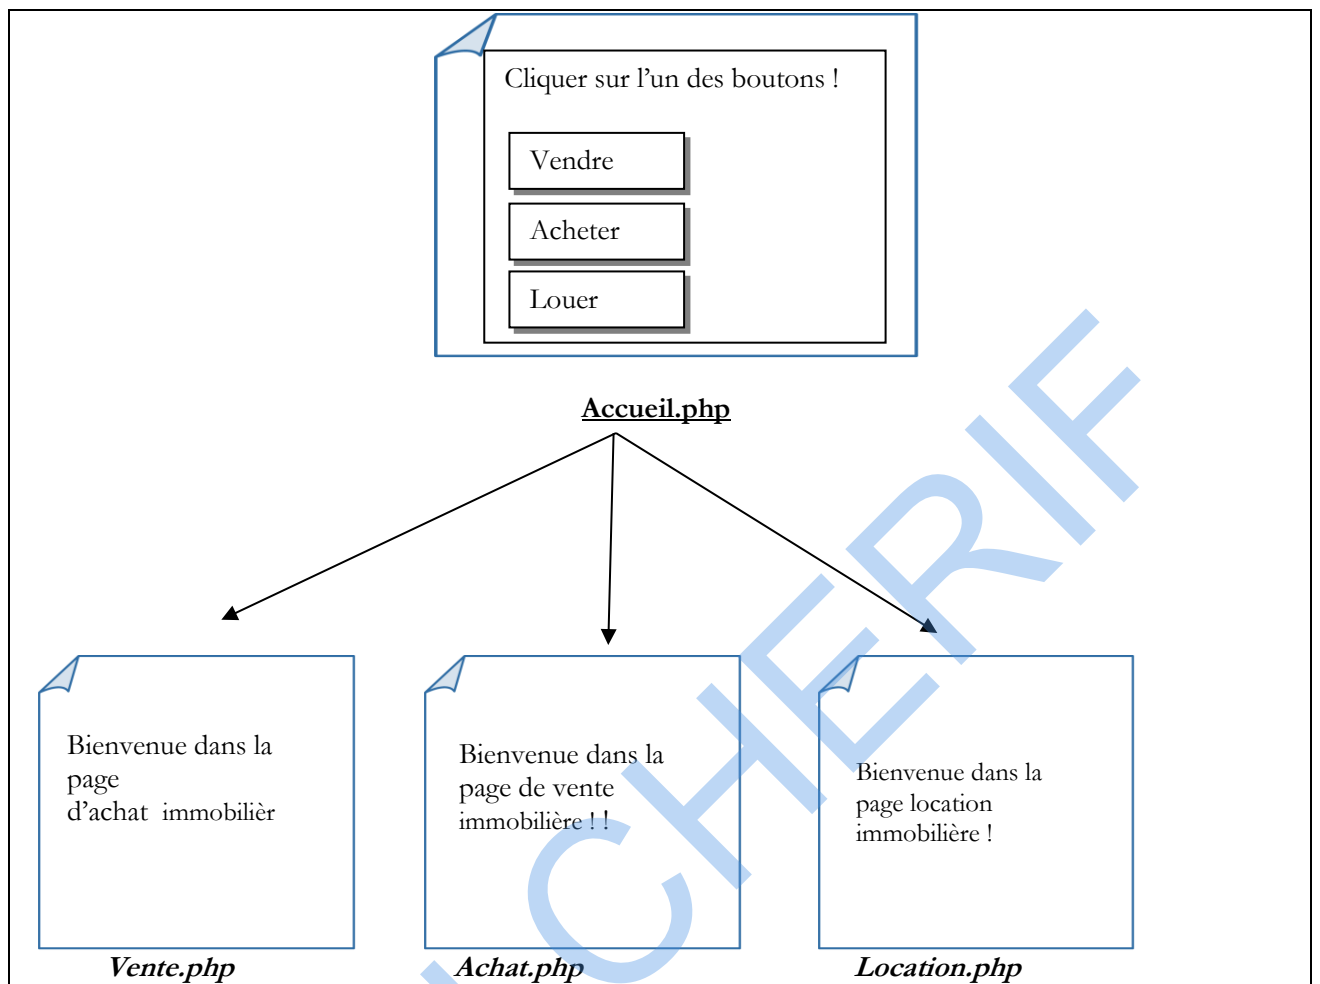 Cliquer sur l'un des boutons !
Vendre
Acheter
Louer
Accueil.php
Bienvenue dans la
page
d'achat immobilièr
Bienvenue dans la
page de vente
immobilière ! !
Bienvenue dans la
page location
immobilière !
Vente.php
Achat.php
Location.php
CHERIF